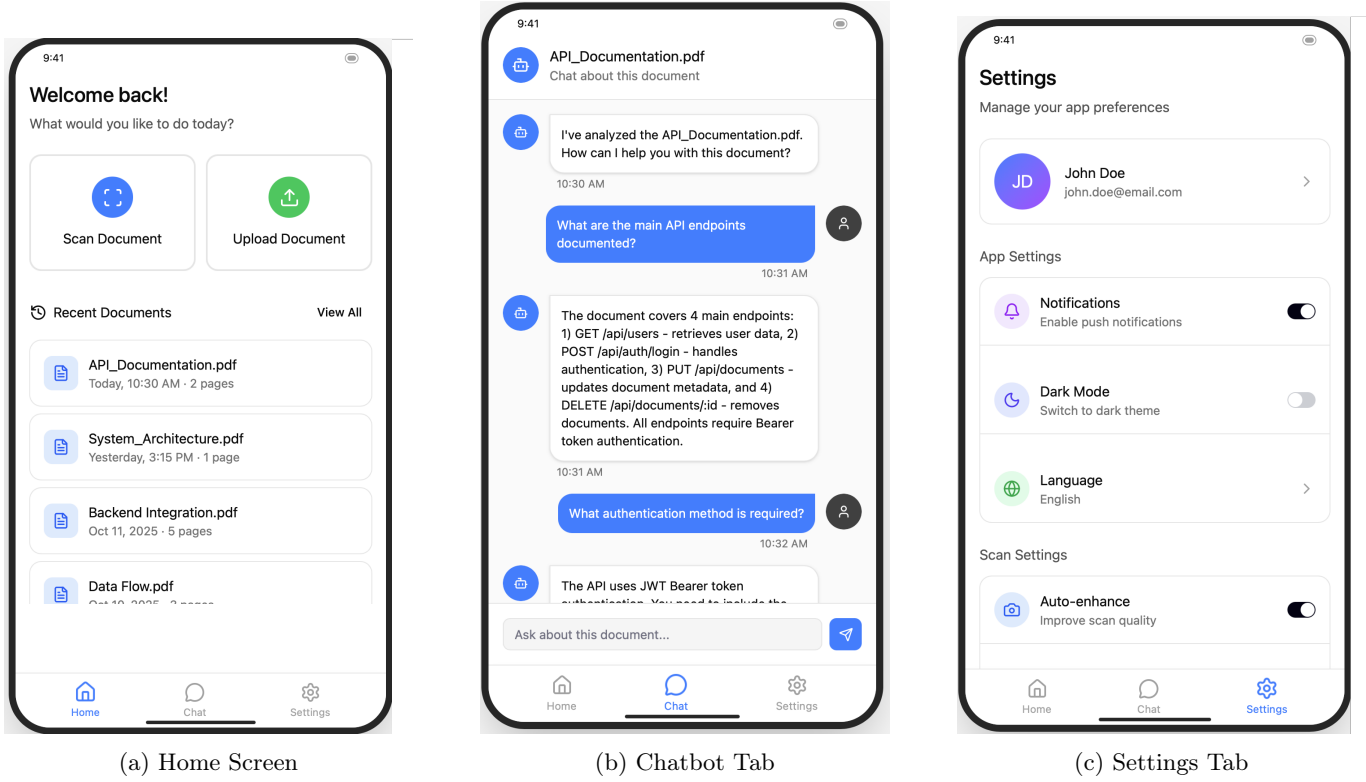 9:41
Welcome back!
What would you like to do today?
Scan Document
Upload Document
Recent Documents
View All
API_Documentation.pdf
Today, 10:30 AM · 2 pages
System_Architecture.pdf
Yesterday, 3:15 PM · 1 page
Backend Integration.pdf
Oct 11, 2025 · 5 pages
Data Flow.pdf
Home
Chat
Settings
(a) Home Screen
9:41
API_Documentation.pdf
Chat about this document
I've analyzed the API_Documentation.pdf.
How can I help you with this document?
10:30 AM
What are the main API endpoints
documented?
10:31 AM
The document covers 4 main endpoints:
1) GET /api/users - retrieves user data, 2)
POST /api/auth/login - handles
authentication, 3) PUT /api/documents -
updates document metadata, and 4)
DELETE /api/documents/:id - removes
documents. All endpoints require Bearer
token authentication.
10:31 AM
What authentication method is required?
10:32 AM
The API uses JWT Bearer token
authentication. You need to include the
Ask about this document...
Home
Chat
Settings
(b) Chatbot Tab
9:41
Settings
Manage your app preferences
JD
John Doe
john.doe@email.com
App Settings
Notifications
Enable push notifications
Dark Mode
Switch to dark theme
Language
English
Scan Settings
Auto-enhance
Improve scan quality
Home
Chat
Settings
(c) Settings Tab